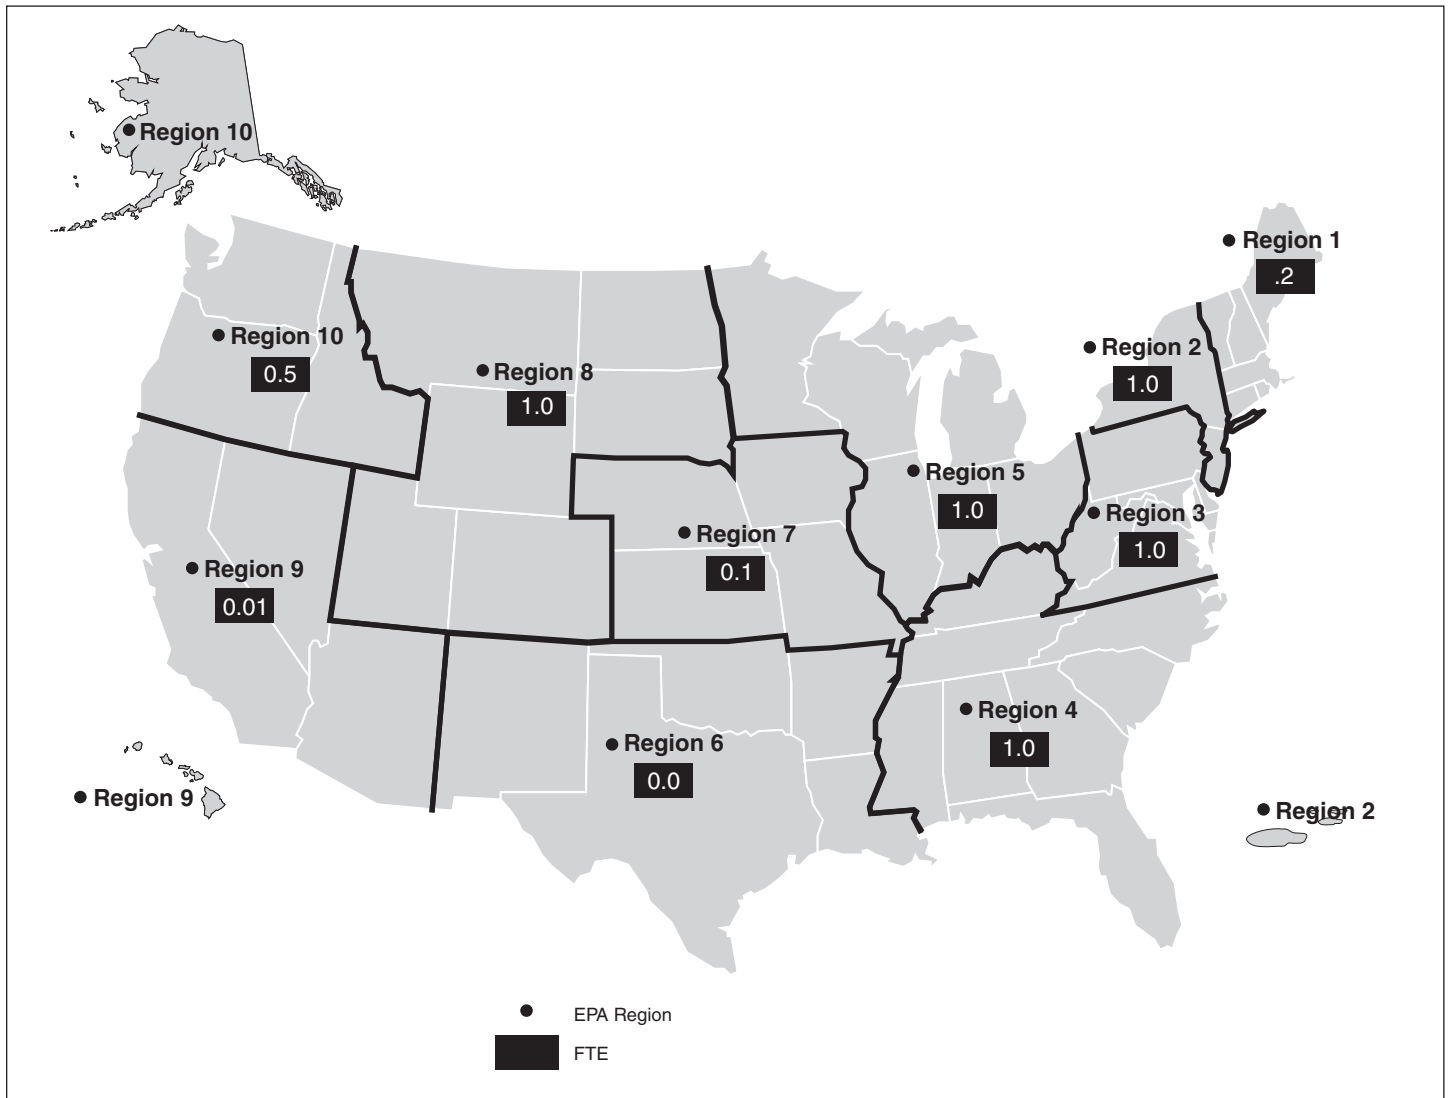 Region 10
Region 1
.2
Region 10
0.5
Region 2
1.0
Region 8
1.0
Region 5
1.0
Region 3
1.0
Region 7
0.1
Region 9
0.01
Region 4
1.0
Region 6
0.0
Region 9
Region 2
EPA Region
FTE